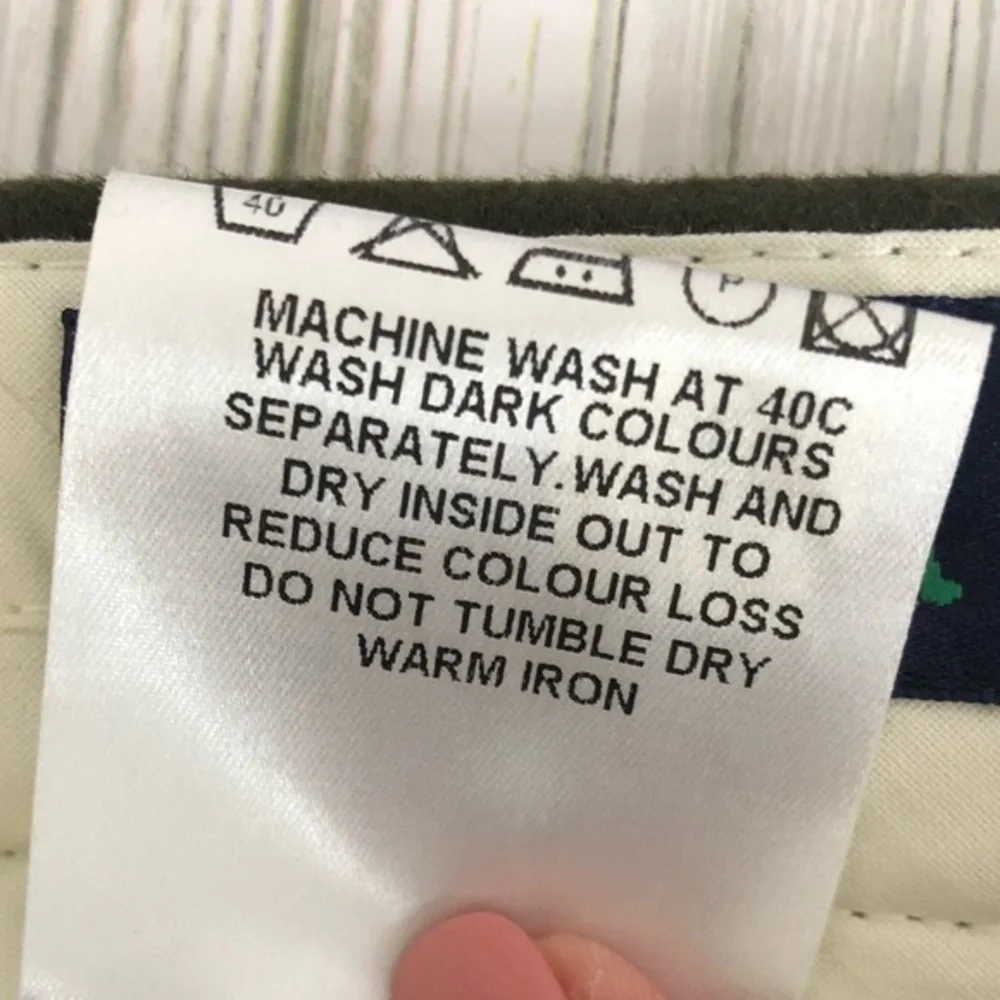 40
P
MACHINE WASH AT 40C
WASH DARK COLOURS
SEPARATELY.WASH AND
DRY INSIDE OUT TO
REDUCE COLOUR LOSS
DO NOT TUMBLE DRY
WARM IRON